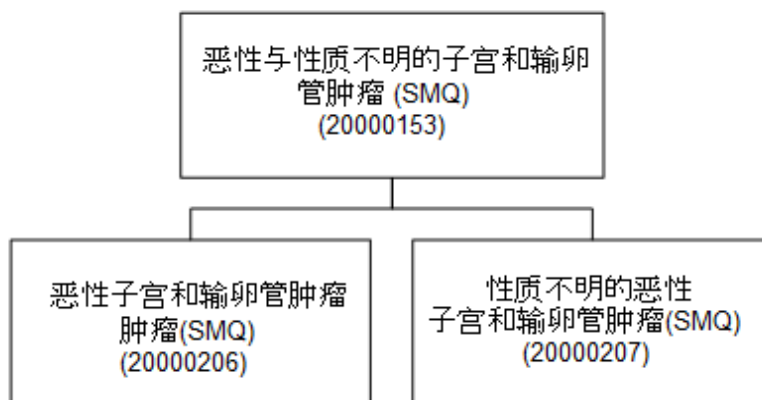 恶性与性质不明的子宫和输卵
管肿瘤 (SMQ)
(20000153)
恶性子宫和输卵管肿瘤
肿瘤(SMQ)
(20000206)
性质不明的恶性
子宫和输卵管肿瘤(SMQ)
(20000207)